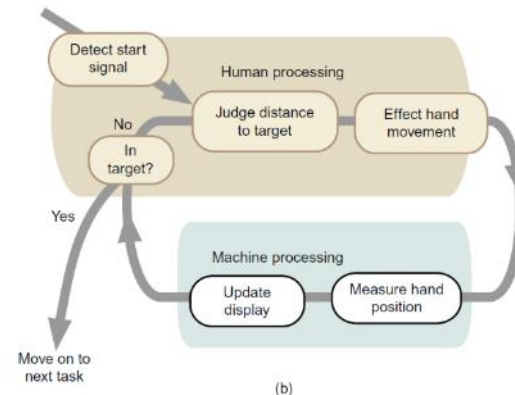 Detect start
signal
Human processing
Judge distance
to target
Effect hand
movement
No
In
target?
Yes
Machine processing
Update
display
Measure hand
position
Move on to
next task
(b)